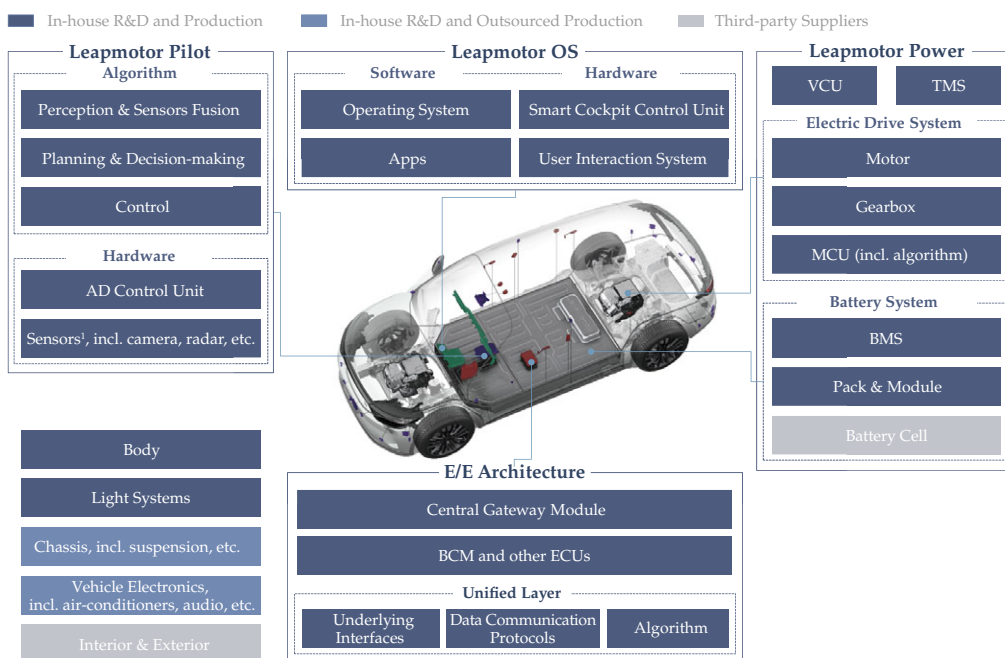 In-house R&D and Production
In-house R&D and Outsourced Production
Third-party Suppliers
Leapmotor Pilot
Algorithm
Perception & Sensors Fusion
Planning & Decision-making
Control
Hardware
AD Control Unit
Sensors¹, incl. camera, radar, etc.
Leapmotor OS
Software
Hardware
Operating System
Smart Cockpit Control Unit
Apps
User Interaction System
Leapmotor Power
VCU
TMS
Electric Drive System
Motor
Gearbox
MCU (incl. algorithm)
Battery System
BMS
Pack & Module
Battery Cell
Body
Light Systems
Chassis, incl. suspension, etc.
Vehicle Electronics,
incl. air-conditioners, audio, etc.
Interior & Exterior
E/E Architecture
Central Gateway Module
BCM and other ECUs
Unified Layer
Underlying
Interfaces
Data Communication
Protocols
Algorithm